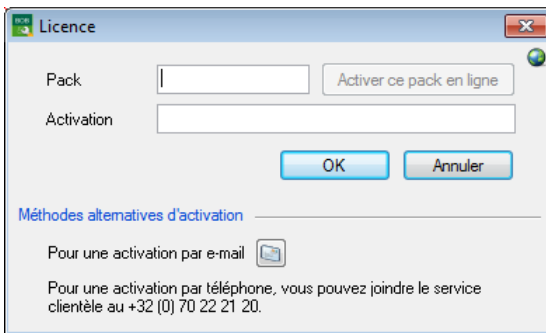 BOB
Licence
Pack
Activer ce pack en ligne
Activation
OK
Annuler
Méthodes alternatives d'activation
Pour une activation par e-mail
Pour une activation par téléphone, vous pouvez joindre le service
clientèle au +32 (0) 70 22 21 20.